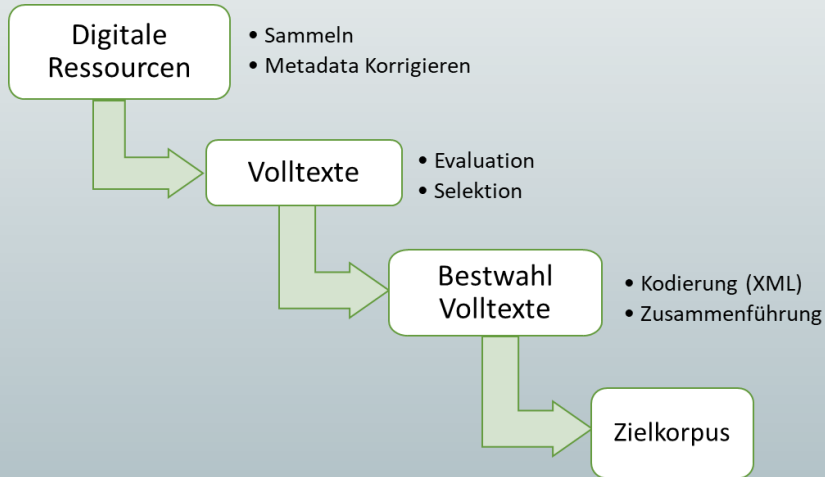 Digitale
Ressourcen
• Sammeln
• Metadata Korrigieren
Volltexte
• Evaluation
• Selektion
Bestwahl
Volltexte
• Kodierung (XML)
• Zusammenführung
Zielkorpus